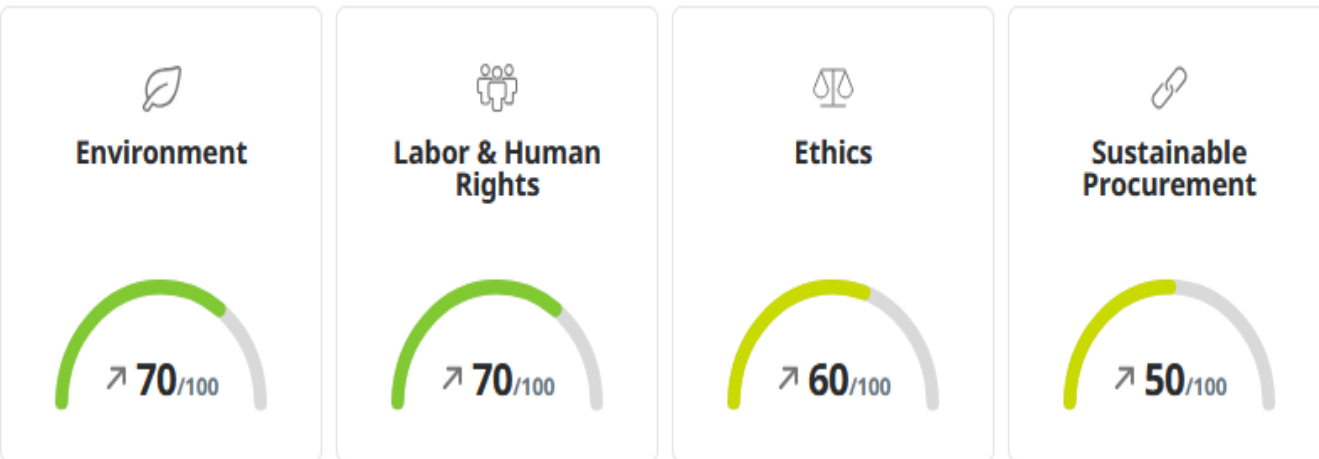 Environment
Labor & Human
Rights
Ethics
Sustainable
Procurement
70/100
70/100
60/100
50/100